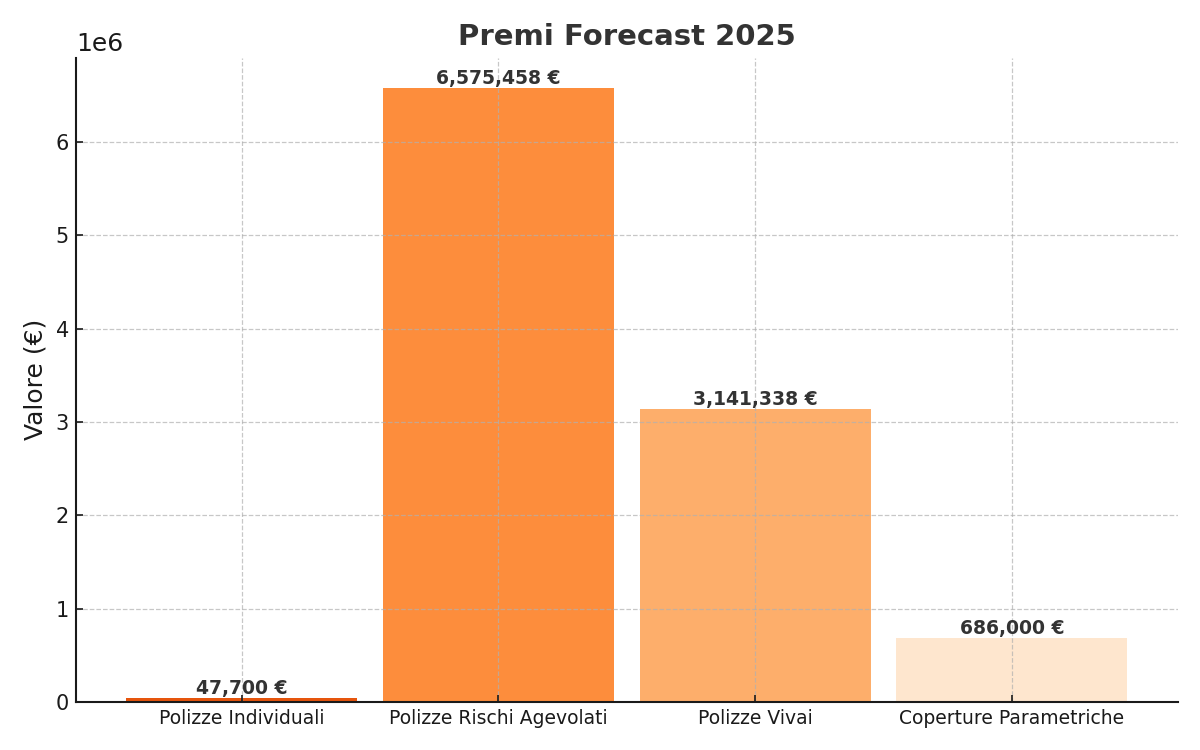 Premi Forecast 2025
1e6
Valore (€)
6
5
4
3
2
1
0
47,700 €
6,575,458 €
3,141,338 €
686,000 €
Polizze Individuali
Polizze Rischi Agevolati
Polizze Vivai
Coperture Parametriche